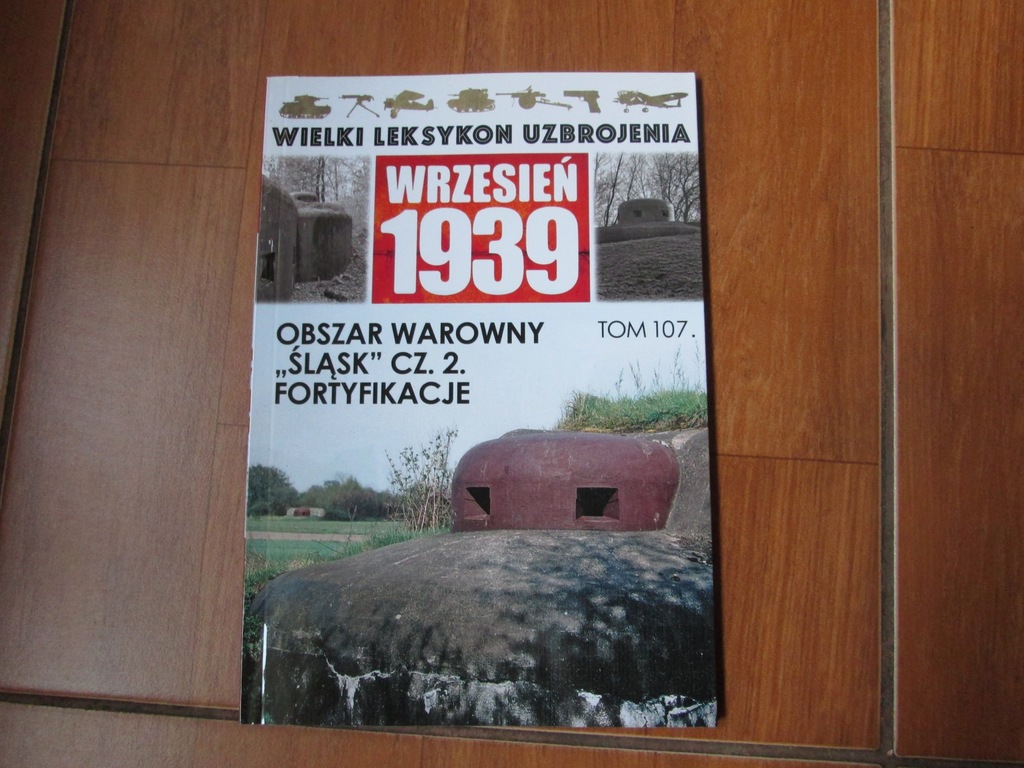 WIELKI LEKSYKON UZBROJENIA
WRZESIEŃ
1939
OBSZAR WAROWNY
„ŚLĄSK” CZ. 2.
FORTYFIKACJE
TOM 107.